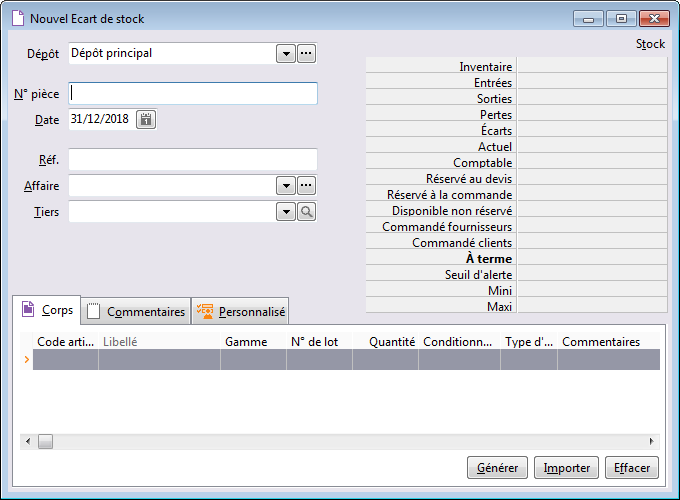 Nouvel Ecart de stock
Dépôt Dépôt principal
N° pièce
Date 31/12/2018
Réf.
Affaire
Tiers
Stock
Inventaire
Entrées
Sorties
Pertes
Écarts
Actuel
Comptable
Réservé au devis
Réservé à la commande
Disponible non réservé
Commandé fournisseurs
Commandé clients
À terme
Seuil d'alerte
Mini
Maxi
Corps Commentaires Personnalisé
Code arti... Libellé Gamme N° de lot Quantité Conditionn... Type d'... Commentaires
Générer Importer Effacer